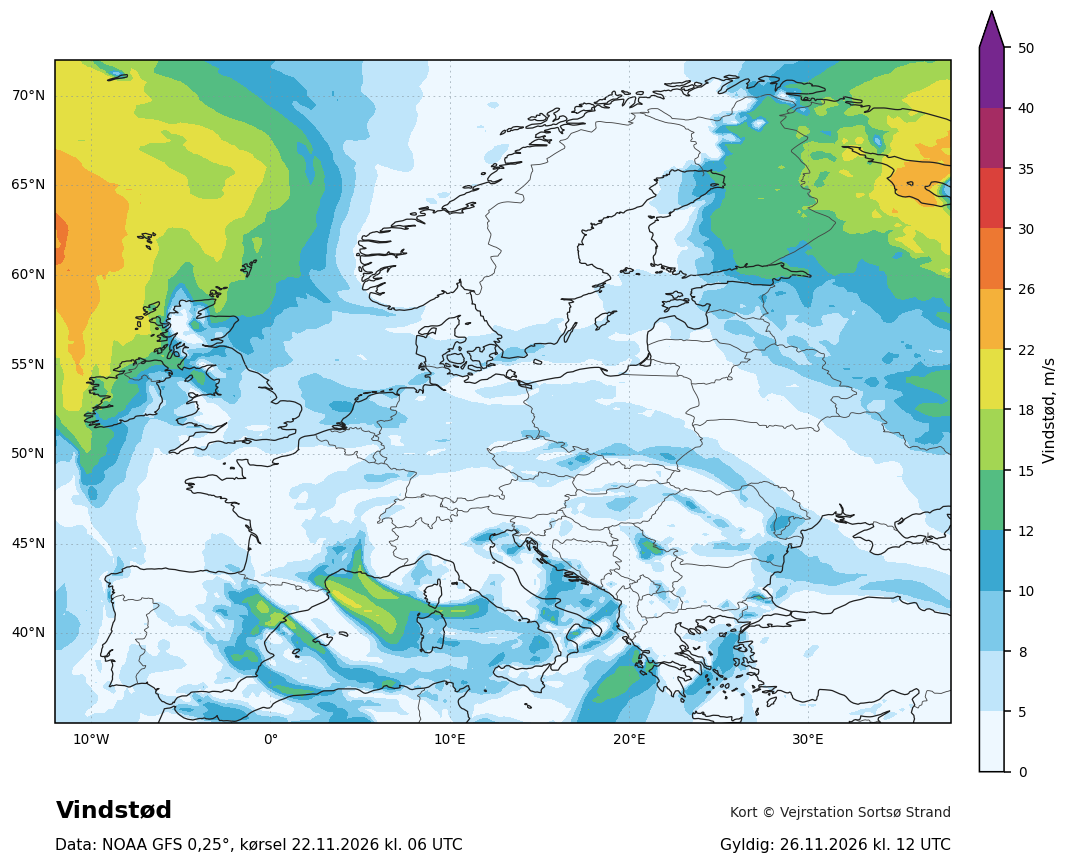 50
40
35
30
26
22
18
15
12
10
8
5
0
Vindstød, m/s
70°N
65°N
60°N
55°N
50°N
45°N
40°N
10°W
0°
10°E
20°E
30°E
Vindstød
Kort © Vejrstation Sortsø Strand
Data: NOAA GFS 0,25°, kørsel 22.11.2026 kl. 06 UTC
Gyldig: 26.11.2026 kl. 12 UTC